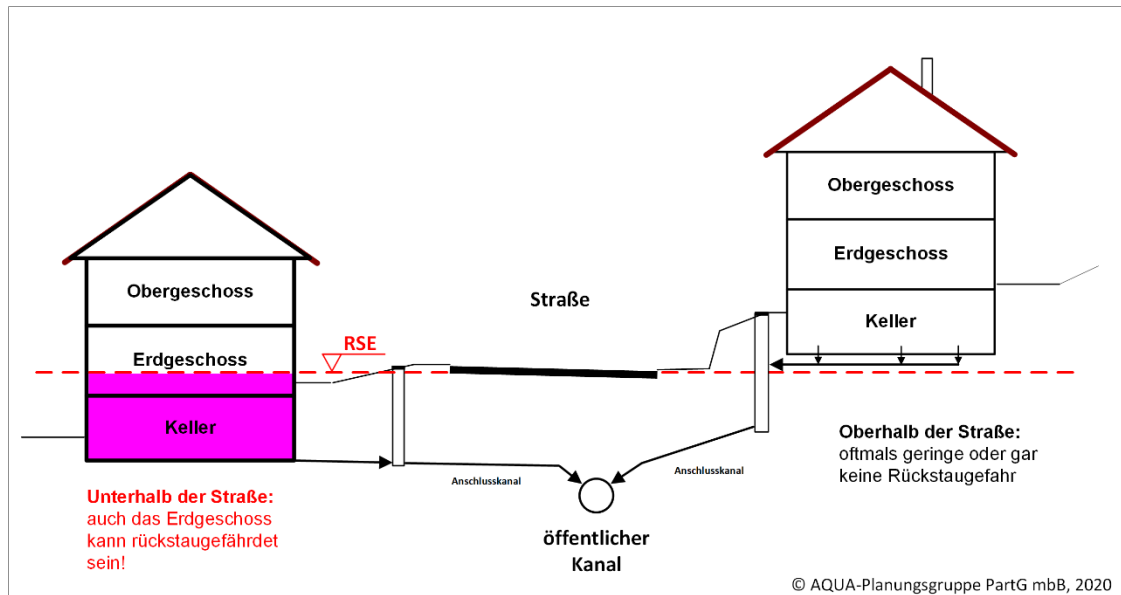 Obergeschoss
Erdgeschoss
Keller
RSE
Straße
Obergeschoss
Erdgeschoss
Keller
Unterhalb der Straße:
auch das Erdgeschoss
kann rückstaugefährdet
sein!
Anschlusskanal
Anschlusskanal
öffentlicher
Kanal
Oberhalb der Straße:
oftmals geringe oder gar
keine Rückstaugefahr
© AQUA-Planungsgruppe PartG mbB, 2020